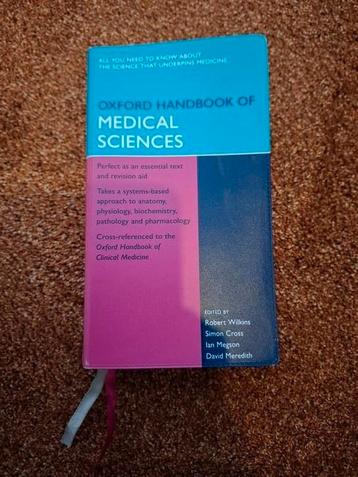 ALL YOU NEED TO KNOW ABOUT
THE SCIENCE THAT UNDERPINS MEDICINE
OXFORD HANDBOOK OF
MEDICAL
SCIENCES
Perfect as an essential text
and revision aid
Takes a systems-based
approach to anatomy,
physiology, biochemistry,
pathology and pharmacology
Cross-referenced to the
Oxford Handbook of
Clinical Medicine
EDITED BY
Robert Wilkins
Simon Cross
Ian Megson
David Meredith